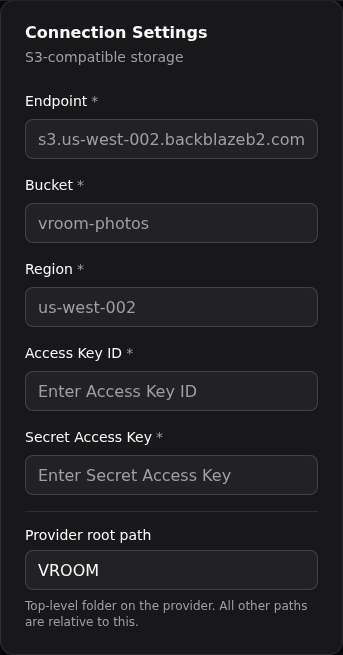 Connection Settings
S3-compatible storage
Endpoint *
s3.us-west-002.backblazeb2.com
Bucket *
vroom-photos
Region *
us-west-002
Access Key ID *
Enter Access Key ID
Secret Access Key *
Enter Secret Access Key
Provider root path
VROOM
Top-level folder on the provider. All other paths
are relative to this.